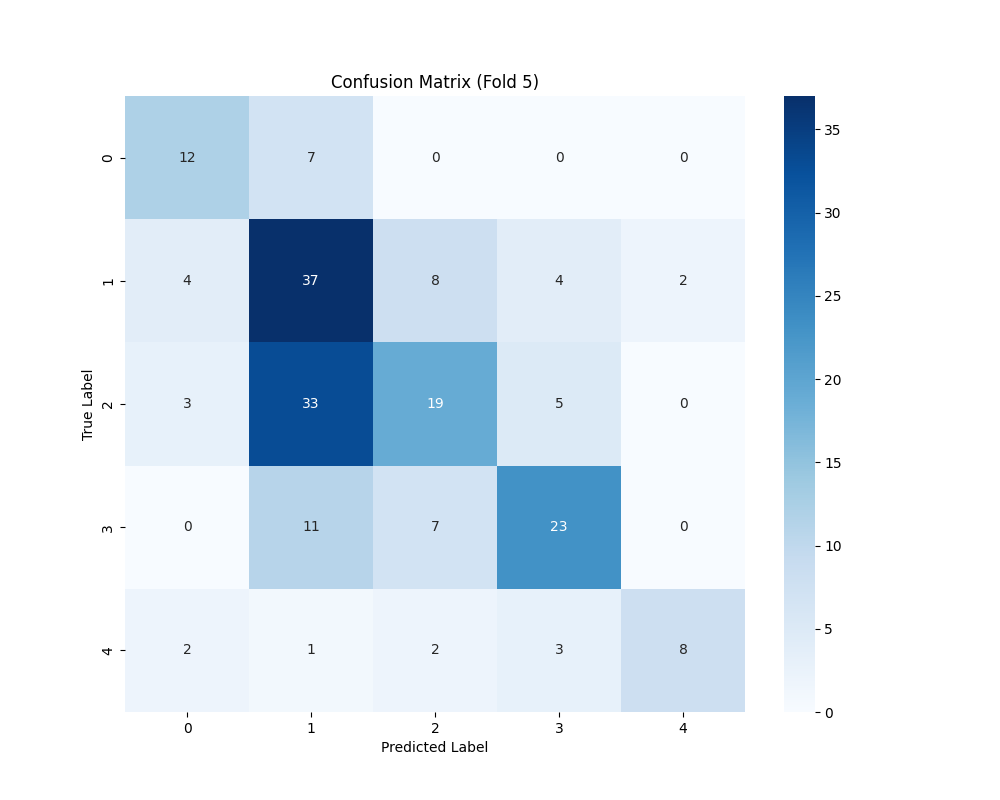 Confusion Matrix (Fold 5)
0 12 7 0 0 0
1 4 37 8 4 2
2 3 33 19 5 0
3 0 11 7 23 0
4 2 1 2 3 8
0 1 2 3 4
Predicted Label
True Label
35
30
25
20
15
10
5
0